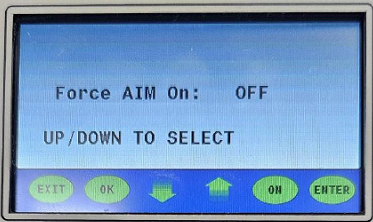 Force AIM On: OFF
UP/DOWN TO SELECT
EXIT OK ON ENTER